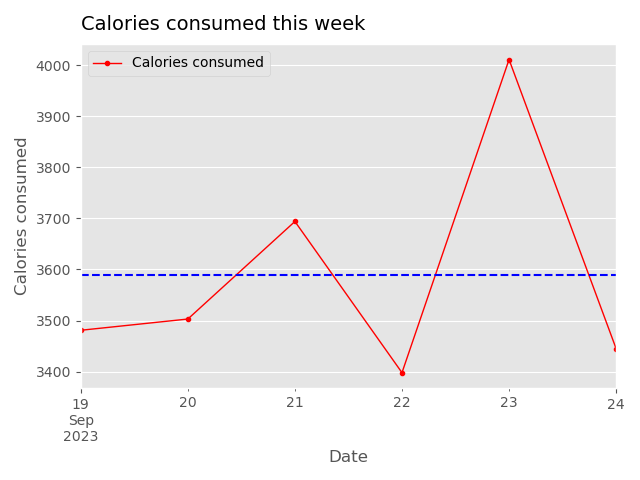 Calories consumed this week
Calories consumed
4000
3900
3800
3700
3600
3500
3400
Calories consumed
19
Sep
2023
20
21
22
23
24
Date